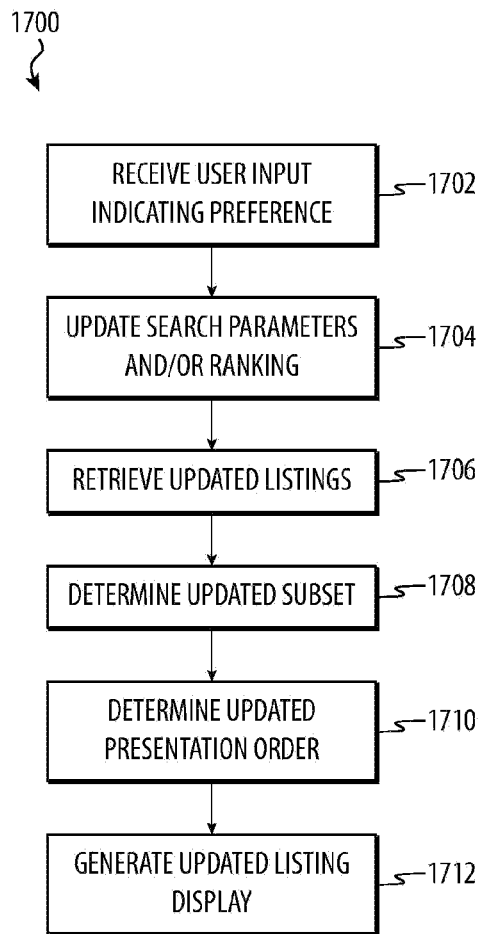 1700
RECEIVE USER INPUT
INDICATING PREFERENCE
1702
UPDATE SEARCH PARAMETERS
AND/OR RANKING
1704
RETRIEVE UPDATED LISTINGS
1706
DETERMINE UPDATED SUBSET
1708
DETERMINE UPDATED
PRESENTATION ORDER
1710
GENERATE UPDATED LISTING
DISPLAY
1712